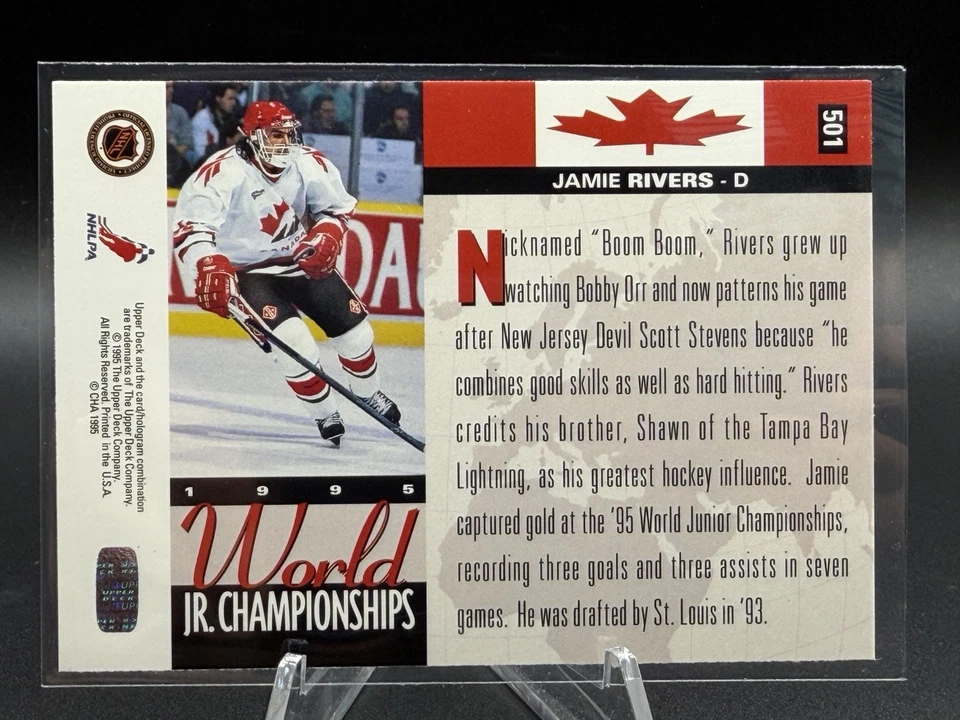 501
JAMIE RIVERS - D
Nicknamed “Boom Boom,” Rivers grew up
watching Bobby Orr and now patterns his game
after New Jersey Devil Scott Stevens because “he
combines good skills as well as hard hitting.” Rivers
credits his brother, Shawn of the Tampa Bay
Lightning, as his greatest hockey influence. Jamie
captured gold at the '95 World Junior Championships,
recording three goals and three assists in seven
games. He was drafted by St. Louis in '93.
CANADA
1 9 9 5
World
JR. CHAMPIONSHIPS
NHL
NHLPA
Upper Deck and the card/hologram combination
are trademarks of The Upper Deck Company.
© 1995 The Upper Deck Company.
All Rights Reserved. Printed in the U.S.A.
© CHA 1995
UPPER
DECK